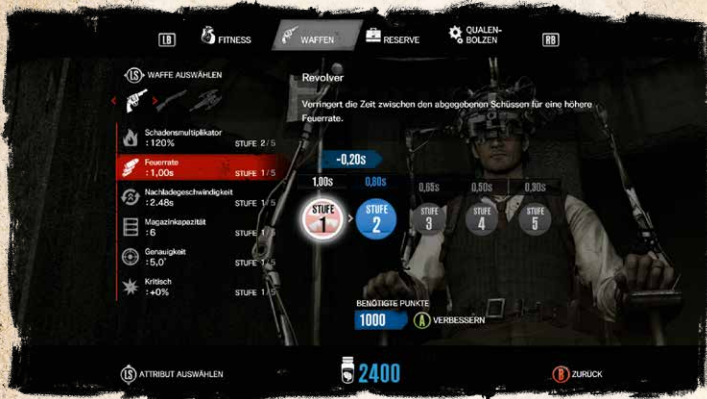 LB
FITNESS
WAFFEN
RESERVE
QUALEN-
BOLZEN
RB
LS WAFFE AUSWÄHLEN
Revolver
Verringert die Zeit zwischen den abgegebenen Schüssen für eine höhere
Feuerrate.
Schadensmultiplikator
:120% STUFE 2/5
Feuerrate
:1,00s STUFE 1/5
Nachladegeschwindigkeit
:2.48s STUFE 1/5
Magazinkapazität
:6 STUFE 1/5
Genauigkeit
:5,0° STUFE 1/5
Kritisch
:+0% STUFE 1/5
-0,20s
1,00s 0,80s 0,65s 0,50s 0,30s
STUFE 1
STUFE 2
STUFE 3
STUFE 4
STUFE 5
BENÖTIGTE PUNKTE
1000 A VERBESSERN
LS ATTRIBUT AUSWÄHLEN
2400
B ZURÜCK